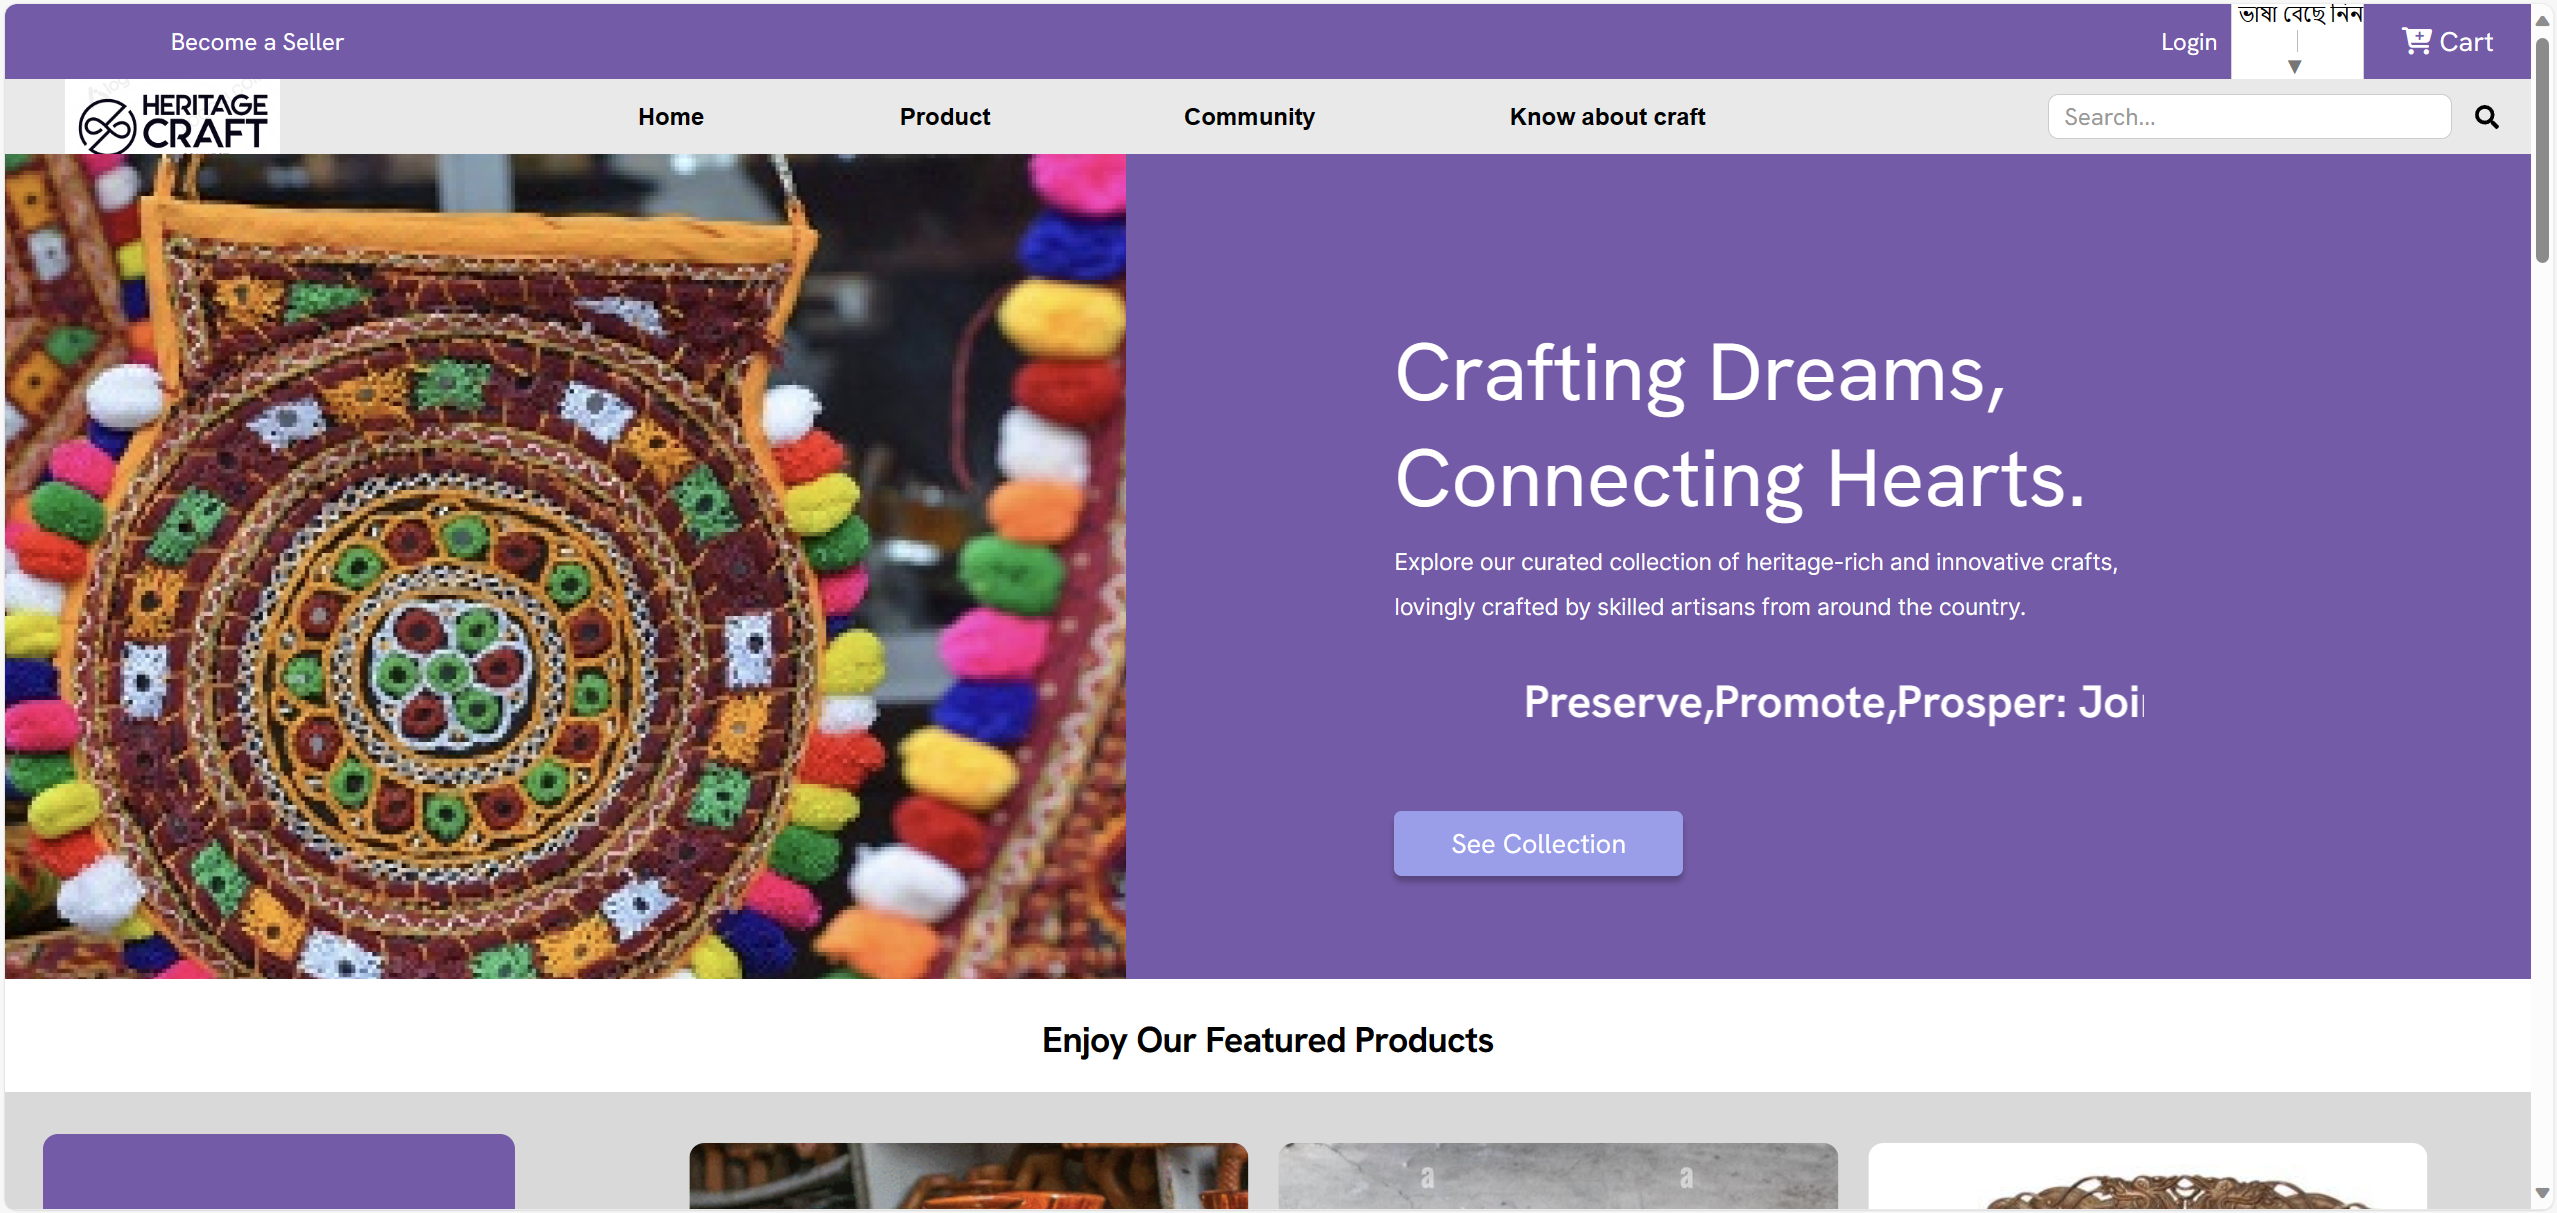 Become a Seller
Login
ভাষা বেছে নিন
▼
Cart
HERITAGE
CRAFT
Home
Product
Community
Know about craft
Search...
Crafting Dreams,
Connecting Hearts.
Explore our curated collection of heritage-rich and innovative crafts,
lovingly crafted by skilled artisans from around the country.
Preserve,Promote,Prosper: Joi
See Collection
Enjoy Our Featured Products
a
a